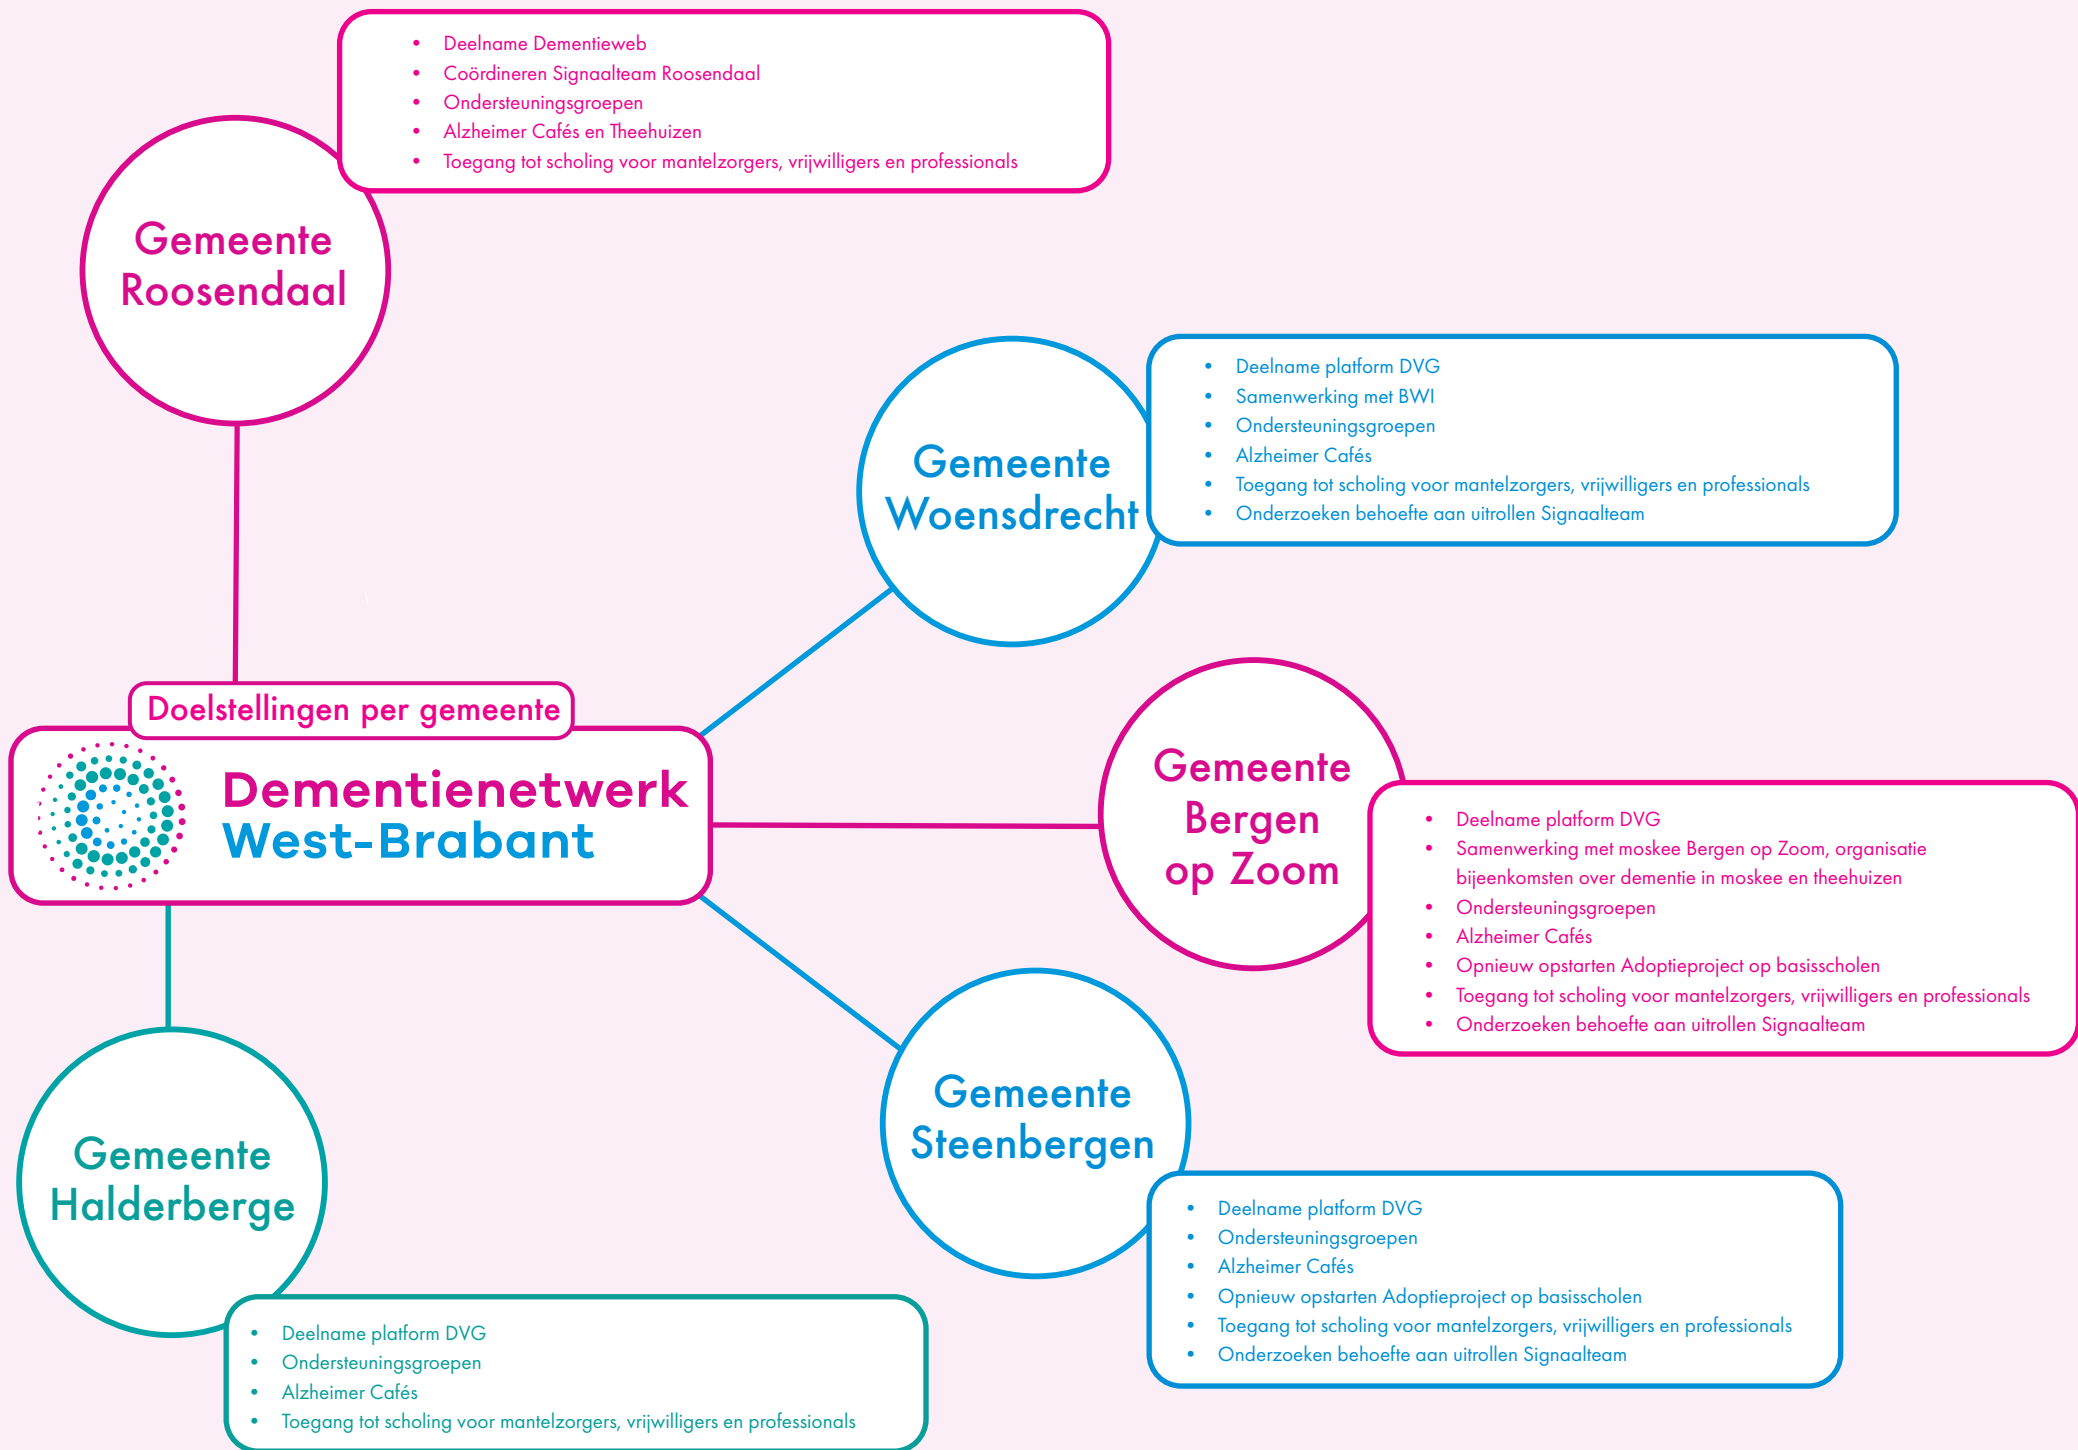 • Deelname Dementieweb
• Coördineren Signaalteam Roosendaal
• Ondersteuningsgroepen
• Alzheimer Cafés en Theehuizen
• Toegang tot scholing voor mantelzorgers, vrijwilligers en professionals
Gemeente
Roosendaal
• Deelname platform DVG
• Samenwerking met BWI
• Ondersteuningsgroepen
• Alzheimer Cafés
• Toegang tot scholing voor mantelzorgers, vrijwilligers en professionals
• Onderzoeken behoefte aan uitrollen Signaalteam
Gemeente
Woensdrecht
Doelstellingen per gemeente
Dementienetwerk
West-Brabant
Gemeente
Bergen
op Zoom
• Deelname platform DVG
• Samenwerking met moskee Bergen op Zoom, organisatie
bijeenkomsten over dementie in moskee en theehuizen
• Ondersteuningsgroepen
• Alzheimer Cafés
• Opnieuw opstarten Adoptieproject op basisscholen
• Toegang tot scholing voor mantelzorgers, vrijwilligers en professionals
• Onderzoeken behoefte aan uitrollen Signaalteam
Gemeente
Steenbergen
• Deelname platform DVG
• Ondersteuningsgroepen
• Alzheimer Cafés
• Opnieuw opstarten Adoptieproject op basisscholen
• Toegang tot scholing voor mantelzorgers, vrijwilligers en professionals
• Onderzoeken behoefte aan uitrollen Signaalteam
Gemeente
Halderberge
• Deelname platform DVG
• Ondersteuningsgroepen
• Alzheimer Cafés
• Toegang tot scholing voor mantelzorgers, vrijwilligers en professionals